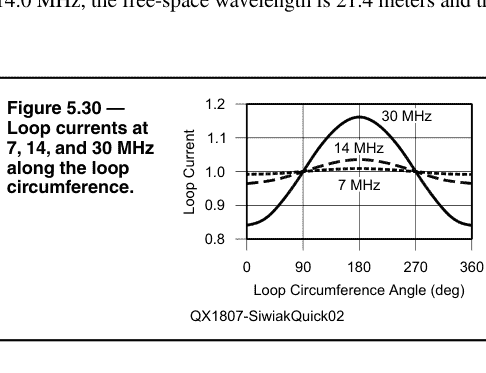 14.0 MHz, the free-space wavelength is 21.4 meters and th
Figure 5.30 —
Loop currents at
7, 14, and 30 MHz
along the loop
circumference.
Loop Current
1.2
1.1
1.0
0.9
0.8
30 MHz
14 MHz
7 MHz
0 90 180 270 360
Loop Circumference Angle (deg)
QX1807-SiwiakQuick02